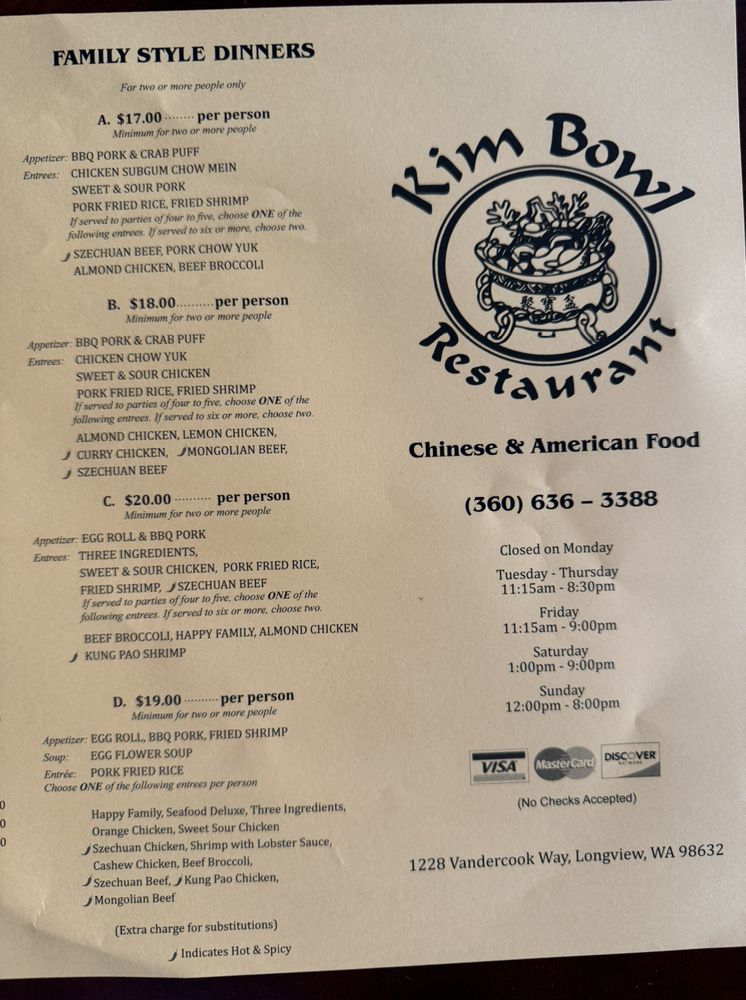 FAMILY STYLE DINNERS
For two or more people only
A. $17.00 ........ per person
Minimum for two or more people
Appetizer: BBQ PORK & CRAB PUFF
Entrees: CHICKEN SUBGUM CHOW MEIN
SWEET & SOUR PORK
PORK FRIED RICE, FRIED SHRIMP
If served to parties of four to five, choose ONE of the
following entrees. If served to six or more, choose two.
SZECHUAN BEEF, PORK CHOW YUK
ALMOND CHICKEN, BEEF BROCCOLI
B. $18.00.......... per person
Minimum for two or more people
Appetizer: BBQ PORK & CRAB PUFF
Entrees: CHICKEN CHOW YUK
SWEET & SOUR CHICKEN
PORK FRIED RICE, FRIED SHRIMP
If served to parties of four to five, choose ONE of the
following entrees. If served to six or more, choose two.
ALMOND CHICKEN, LEMON CHICKEN,
CURRY CHICKEN, MONGOLIAN BEEF,
SZECHUAN BEEF
C. $20.00 .......... per person
Minimum for two or more people
Appetizer: EGG ROLL & BBQ PORK
Entrees: THREE INGREDIENTS,
SWEET & SOUR CHICKEN, PORK FRIED RICE,
FRIED SHRIMP, SZECHUAN BEEF
If served to parties of four to five, choose ONE of the
following entrees. If served to six or more, choose two.
BEEF BROCCOLI, HAPPY FAMILY, ALMOND CHICKEN
KUNG PAO SHRIMP
D. $19.00 ......... per person
Minimum for two or more people
Appetizer: EGG ROLL, BBQ PORK, FRIED SHRIMP
Soup: EGG FLOWER SOUP
Entrée: PORK FRIED RICE
Choose ONE of the following entrees per person
Happy Family, Seafood Deluxe, Three Ingredients,
Orange Chicken, Sweet Sour Chicken
Szechuan Chicken, Shrimp with Lobster Sauce,
Cashew Chicken, Beef Broccoli,
Szechuan Beef, Kung Pao Chicken,
Mongolian Beef
(Extra charge for substitutions)
Indicates Hot & Spicy
0
0
0
Kim Bowl
聚寶盆
Restaurant
Chinese & American Food
(360) 636 – 3388
Closed on Monday
Tuesday - Thursday
11:15am - 8:30pm
Friday
11:15am - 9:00pm
Saturday
1:00pm - 9:00pm
Sunday
12:00pm - 8:00pm
VISA MasterCard DISCOVER
NETWORK
(No Checks Accepted)
1228 Vandercook Way, Longview, WA 98632